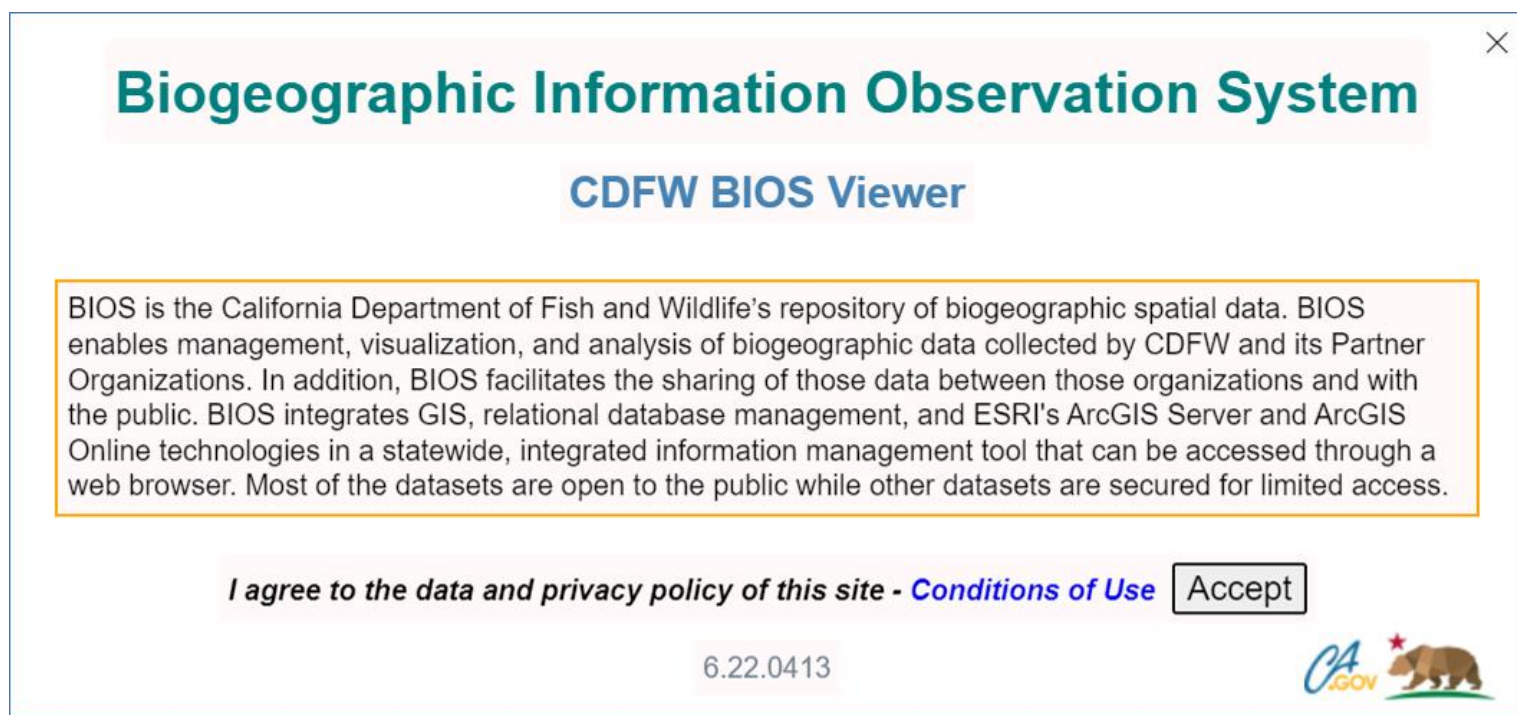 Biogeographic Information Observation System
CDFW BIOS Viewer
BIOS is the California Department of Fish and Wildlife's repository of biogeographic spatial data. BIOS
enables management, visualization, and analysis of biogeographic data collected by CDFW and its Partner
Organizations. In addition, BIOS facilitates the sharing of those data between those organizations and with
the public. BIOS integrates GIS, relational database management, and ESRI's ArcGIS Server and ArcGIS
Online technologies in a statewide, integrated information management tool that can be accessed through a
web browser. Most of the datasets are open to the public while other datasets are secured for limited access.
I agree to the data and privacy policy of this site - Conditions of Use Accept
6.22.0413
CA.GOV